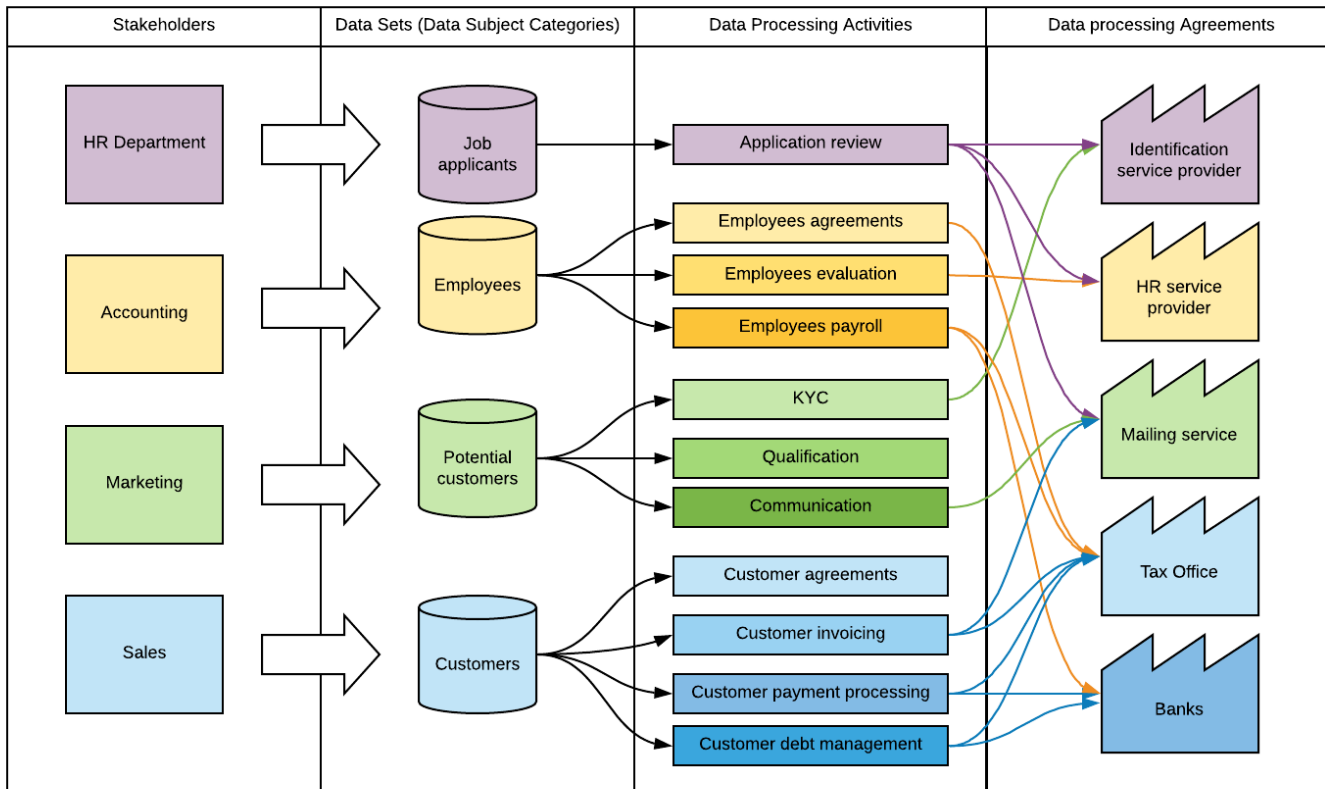 Stakeholders
Data Sets (Data Subject Categories)
Data Processing Activities
Data processing Agreements
HR Department
Accounting
Marketing
Sales
Job
applicants
Employees
Potential
customers
Customers
Application review
Employees agreements
Employees evaluation
Employees payroll
KYC
Qualification
Communication
Customer agreements
Customer invoicing
Customer payment processing
Customer debt management
Identification
service provider
HR service
provider
Mailing service
Tax Office
Banks